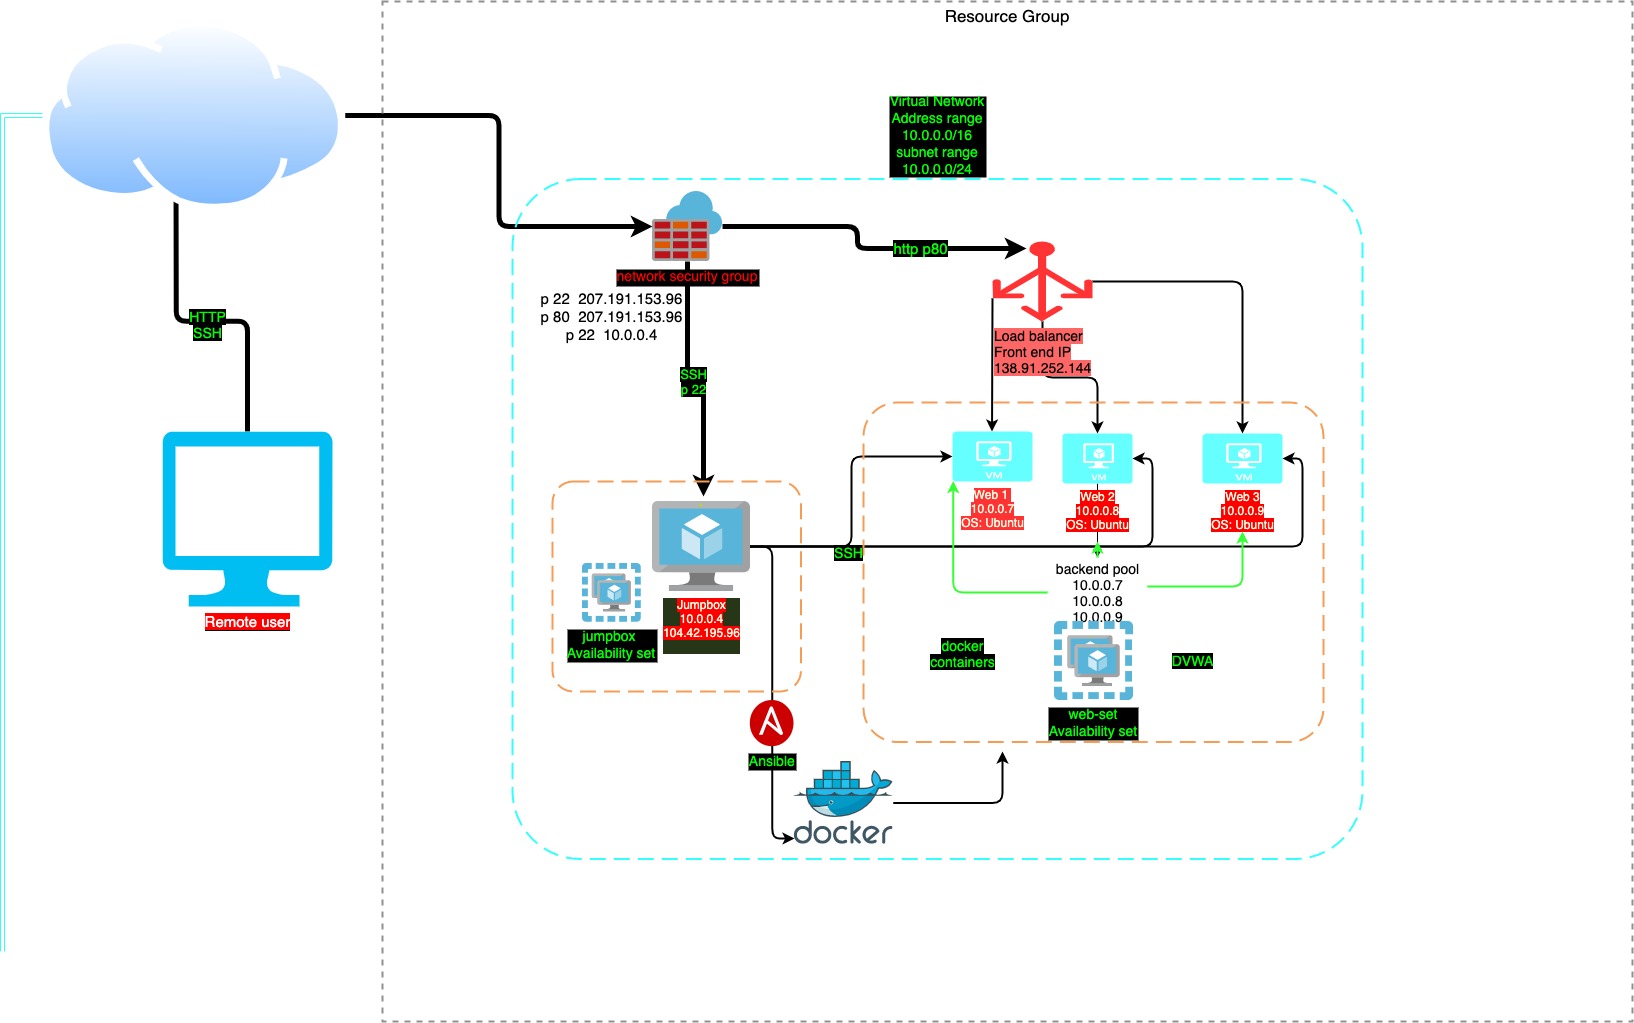 Resource Group
Virtual Network
Address range
10.0.0.0/16
subnet range
10.0.0.0/24
http p80
network security group
p 22  207.191.153.96
p 80  207.191.153.96
p 22  10.0.0.4
HTTP
SSH
Load balancer
Front end IP
138.91.252.144
SSH
p 22
VM
VM
VM
Web 1
10.0.0.7
OS: Ubuntu
Web 2
10.0.0.8
OS: Ubuntu
Web 3
10.0.0.9
OS: Ubuntu
SSH
backend pool
10.0.0.7
10.0.0.8
10.0.0.9
Remote user
Jumpbox
10.0.0.4
104.42.195.96
jumpbox
Availability set
docker
containers
DVWA
web-set
Availability set
Ansible
docker